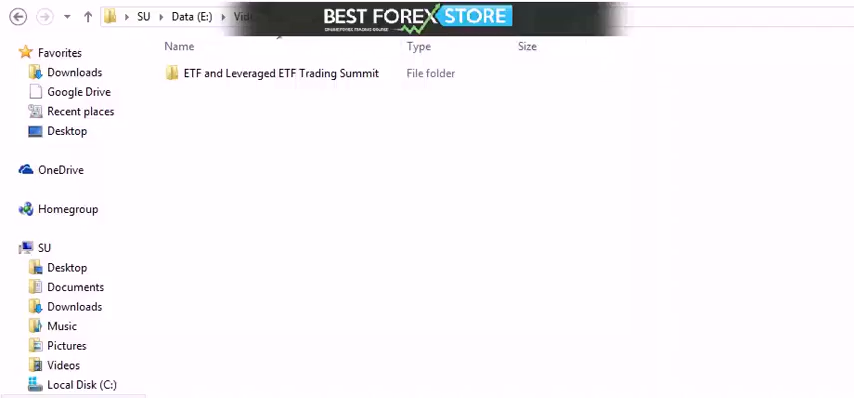 SU Data (E:)
BEST FOREX STORE
Name Type Size
Favorites
ETF and Leveraged ETF Trading Summit File folder
Downloads
Google Drive
Recent places
Desktop
OneDrive
Homegroup
SU
Desktop
Documents
Downloads
Music
Pictures
Videos
Local Disk (C:)